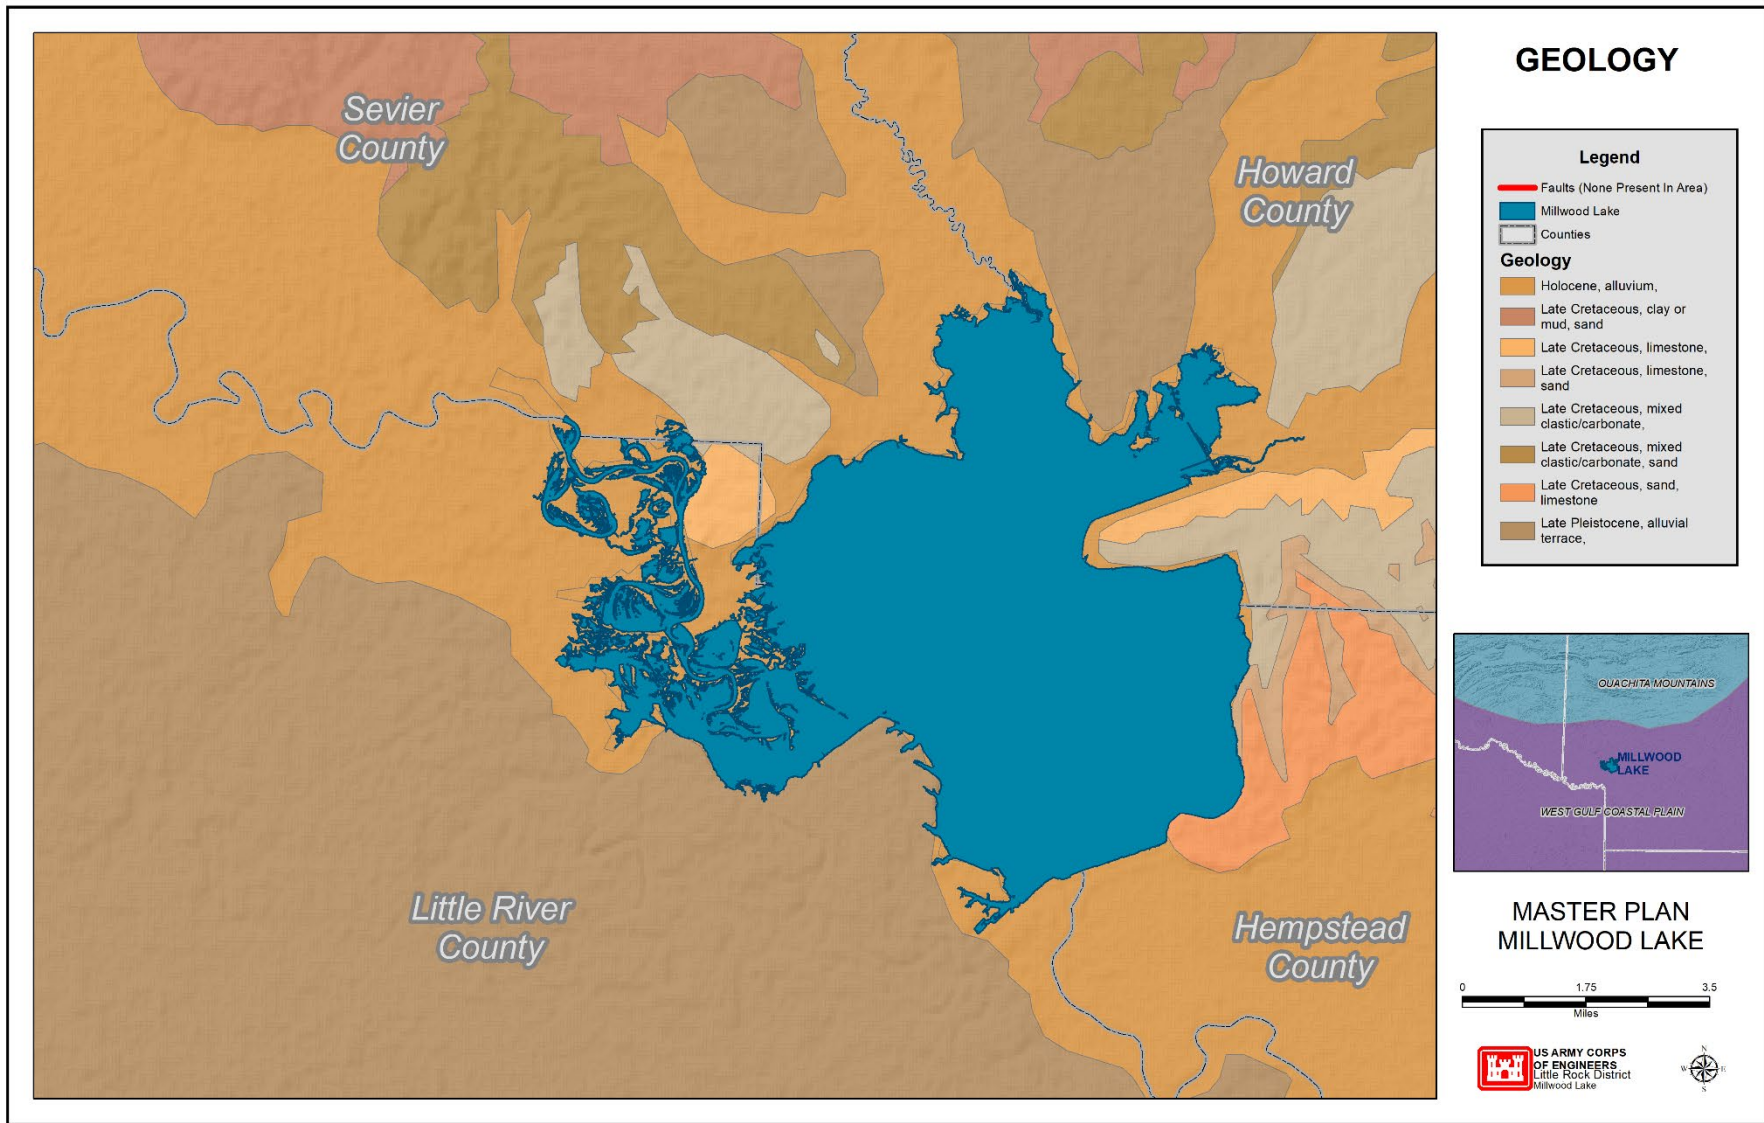 GEOLOGY
Sevier
County
Howard
County
Little River
County
Hempstead
County
Legend
Faults (None Present In Area)
Millwood Lake
Counties
Geology
Holocene, alluvium,
Late Cretaceous, clay or
mud, sand
Late Cretaceous, limestone,
Late Cretaceous, limestone,
sand
Late Cretaceous, mixed
clastic/carbonate,
Late Cretaceous, mixed
clastic/carbonate, sand
Late Cretaceous, sand,
limestone
Late Pleistocene, alluvial
terrace,
OUACHITA MOUNTAINS
MILLWOOD
LAKE
WEST GULF COASTAL PLAIN
MASTER PLAN
MILLWOOD LAKE
0 1.75 3.5
Miles
US ARMY CORPS
OF ENGINEERS
Little Rock District
Millwood Lake
N
W E
S